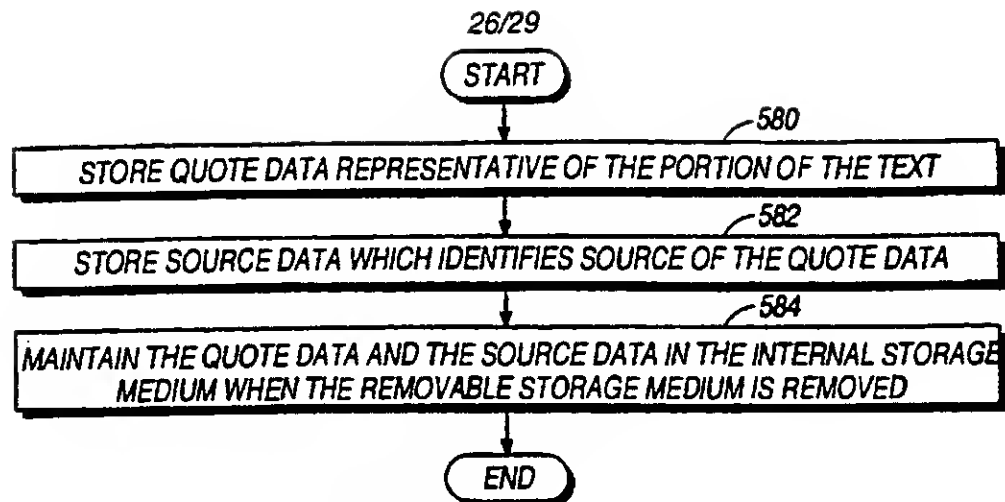 26/29
START
580
STORE QUOTE DATA REPRESENTATIVE OF THE PORTION OF THE TEXT
582
STORE SOURCE DATA WHICH IDENTIFIES SOURCE OF THE QUOTE DATA
584
MAINTAIN THE QUOTE DATA AND THE SOURCE DATA IN THE INTERNAL STORAGE
MEDIUM WHEN THE REMOVABLE STORAGE MEDIUM IS REMOVED
END